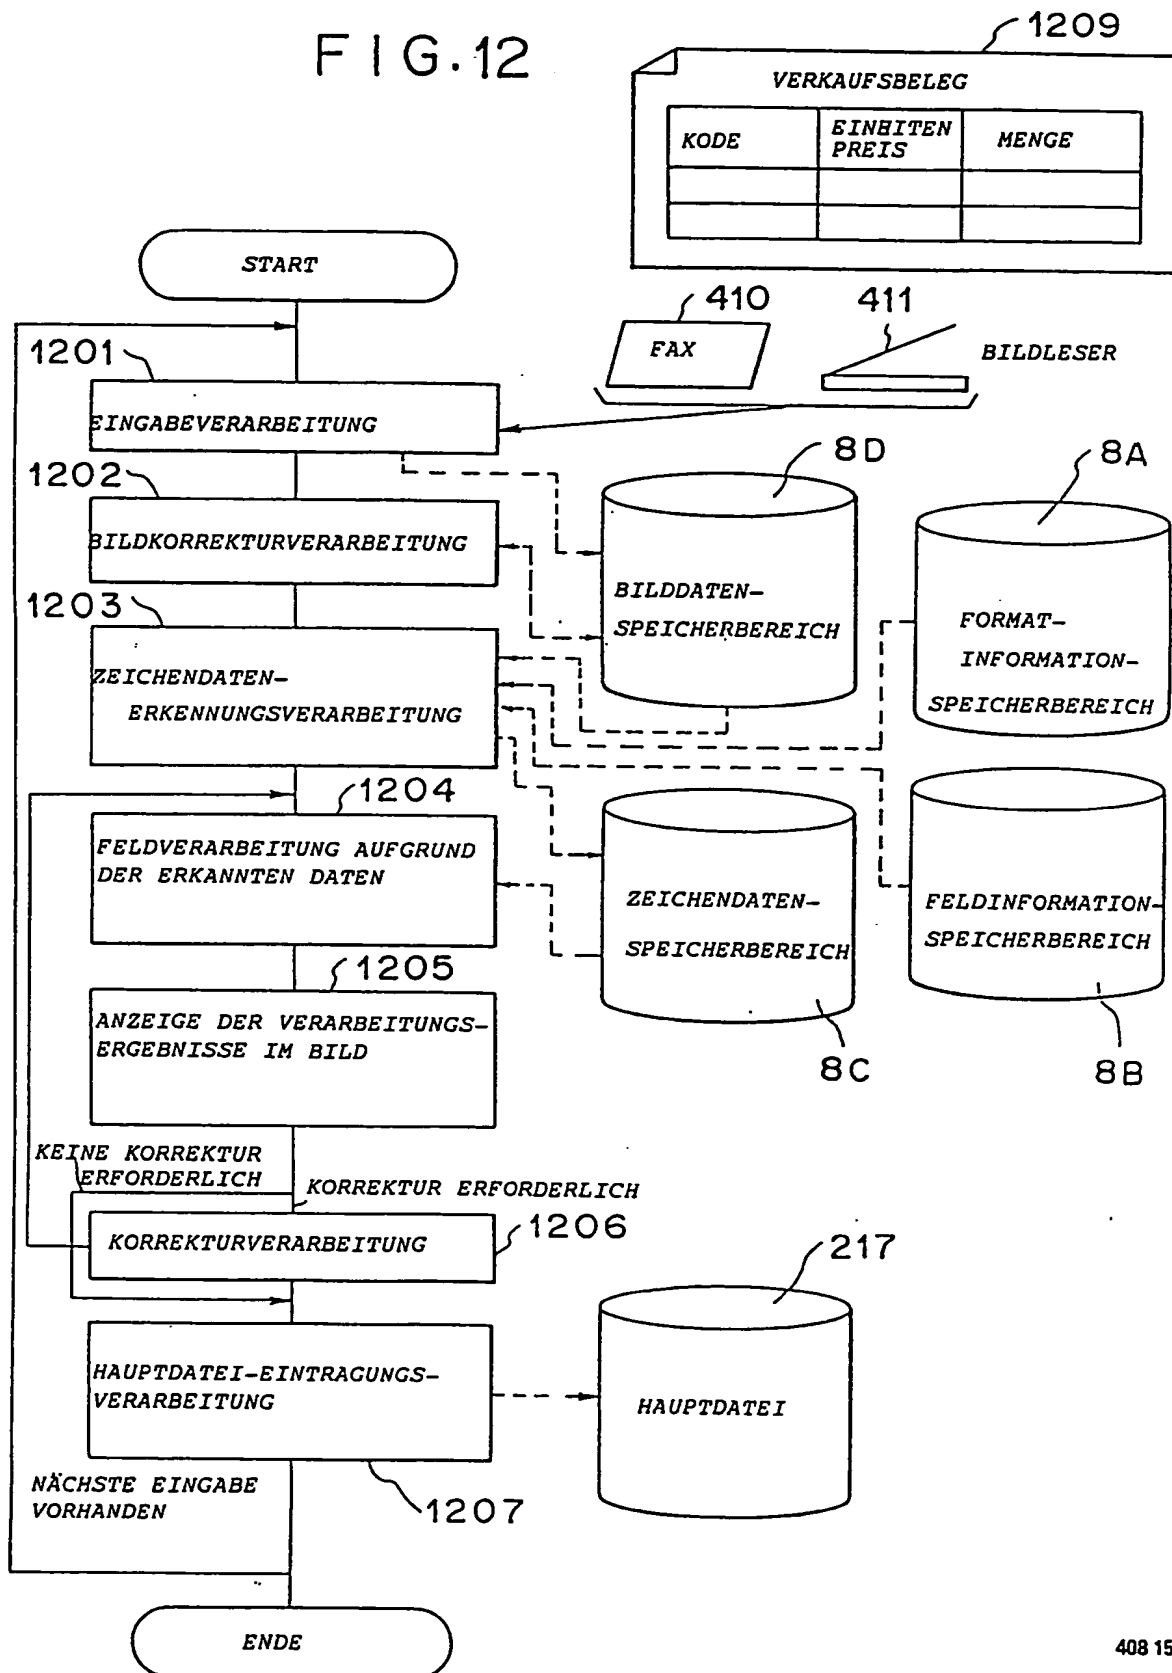 FIG.12
1209
VERKAUFSBELEG
KODE
EINHITEN
PREIS
MENGE
START
410
FAX
411
BILDLESER
1201
EINGABEVERARBEITUNG
1202
BILDKORREKTURVERARBEITUNG
1203
ZEICHENDATEN-
ERKENNUNGSVERARBEITUNG
8D
BILDDATEN-
SPEICHERBEREICH
8A
FORMAT-
INFORMATION-
SPEICHERBEREICH
1204
FELDVERARBEITUNG AUFGRUND
DER ERKANNTEN DATEN
ZEICHENDATEN-
SPEICHERBEREICH
8C
FELDINFORMATION-
SPEICHERBEREICH
8B
1205
ANZEIGE DER VERARBEITUNGS-
ERGEBNISSE IM BILD
KEINE KORREKTUR
ERFORDERLICH
KORREKTUR ERFORDERLICH
KORREKTURVERARBEITUNG
1206
217
HAUPTDATEI-EINTRAGUNGS-
VERARBEITUNG
HAUPTDATEI
1207
NÄCHSTE EINGABE
VORHANDEN
ENDE
408 15